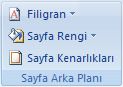 Filigran
Sayfa Rengi
Sayfa Kenarlıkları
Sayfa Arka Planı